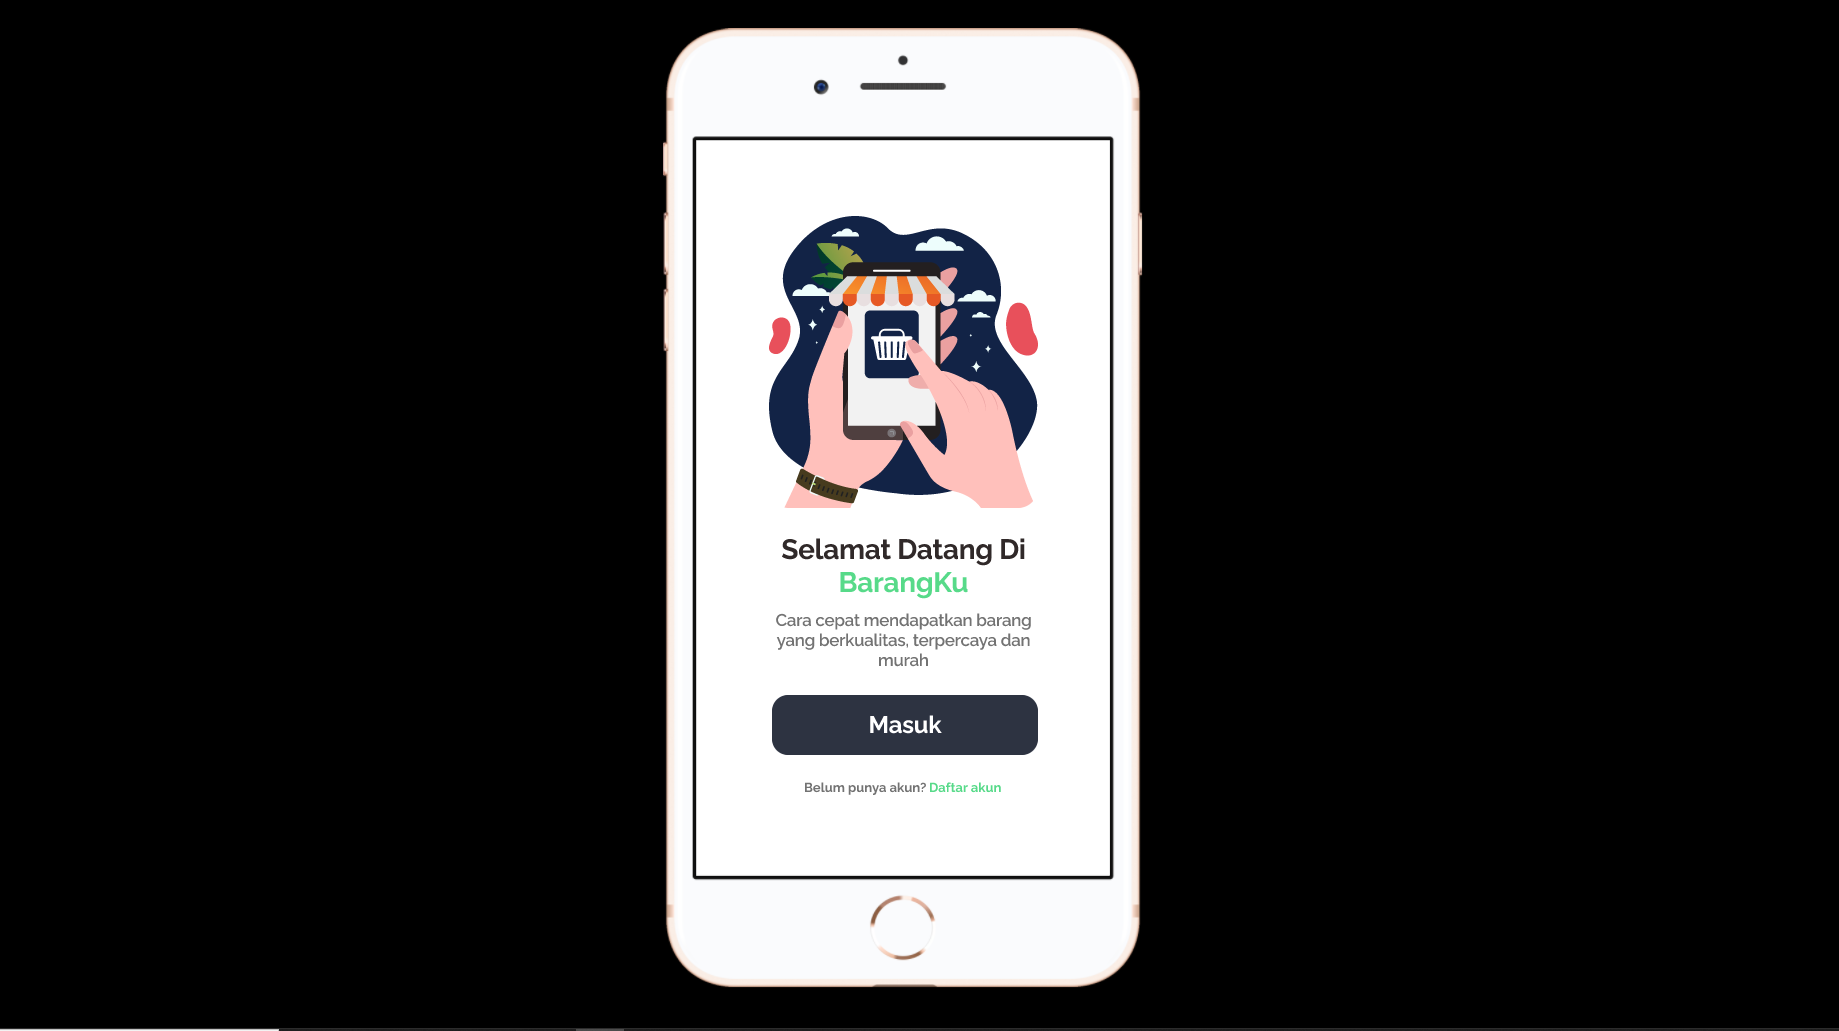 Selamat Datang Di
BarangKu
Cara cepat mendapatkan barang
yang berkualitas, terpercaya dan
murah
Masuk
Belum punya akun? Daftar akun